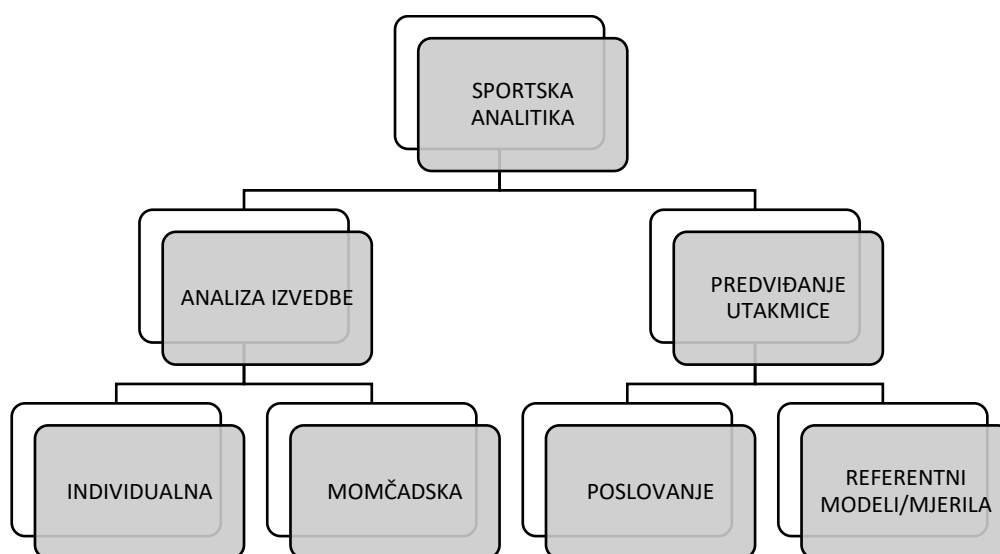 SPORTSKA
ANALITIKA
ANALIZA IZVEDBE
PREDVIĐANJE
UTAKMICE
INDIVIDUALNA
MOMČADSKA
POSLOVANJE
REFERENTNI
MODELI/MJERILA